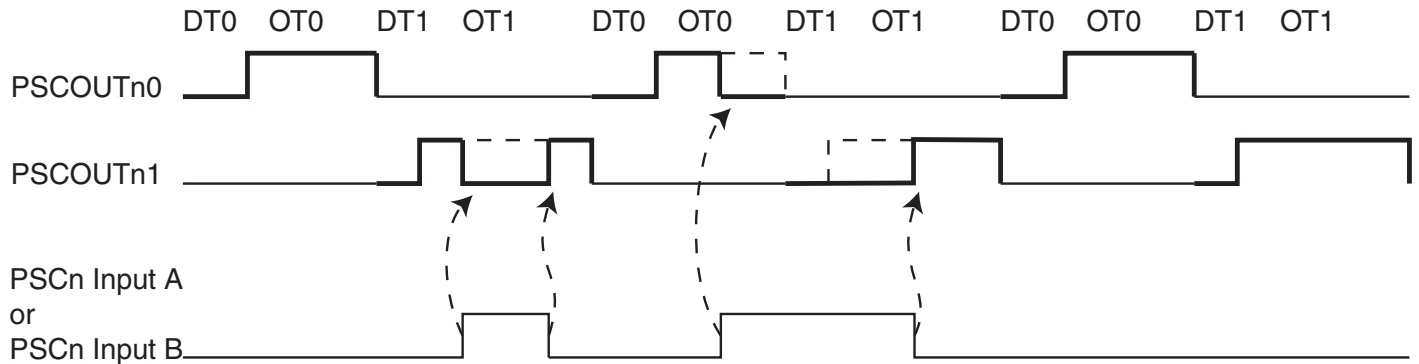 DT0 OT0 DT1 OT1 DT0 OT0 DT1 OT1 DT0 OT0 DT1 OT1
PSCOUTn0
PSCOUTn1
PSCn Input A
or
PSCn Input B